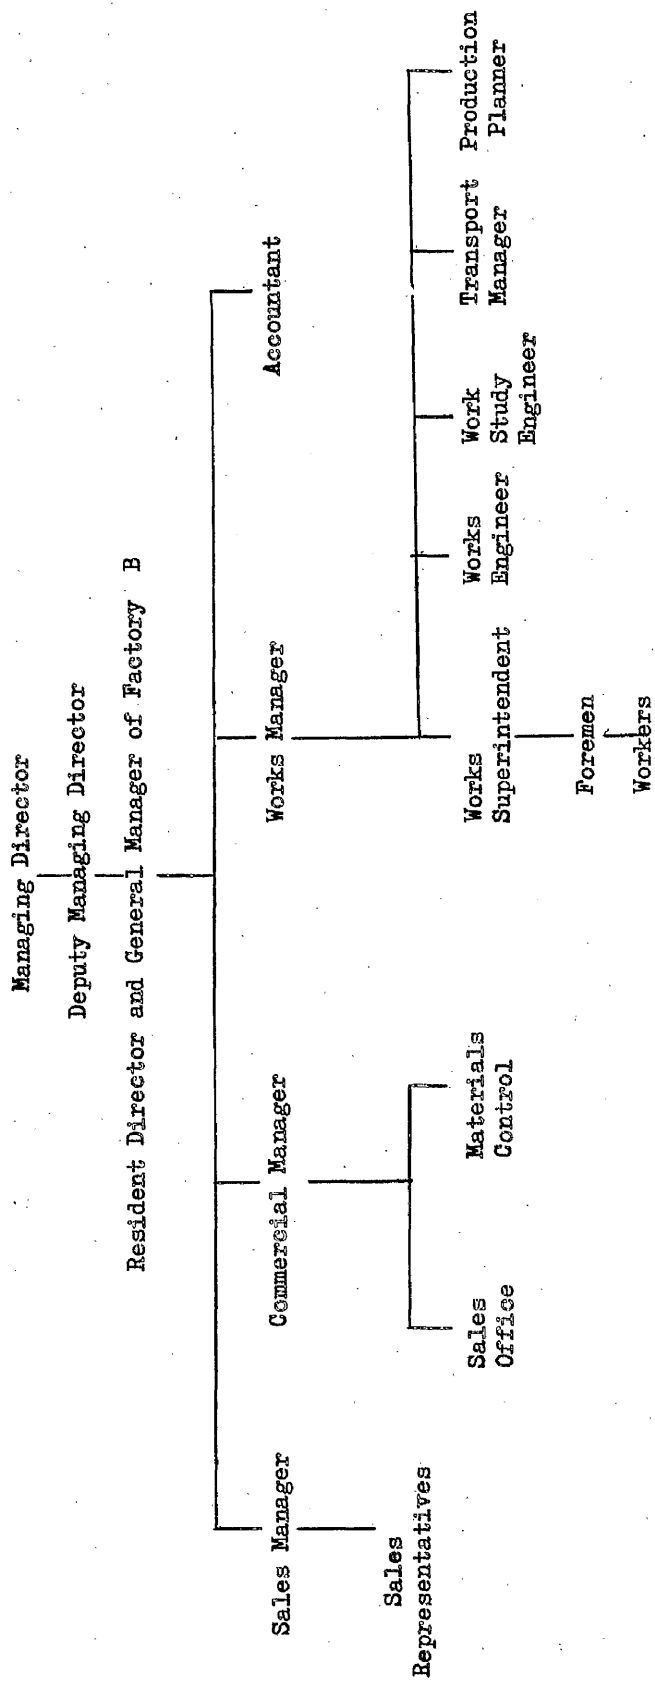 Managing Director
Deputy Managing Director
Resident Director and General Manager of Factory B
Sales Manager
Commercial Manager
Works Manager
Accountant
Sales
Representatives
Sales
Office
Materials
Control
Works
Superintendent
Works
Engineer
Work
Study
Engineer
Transport
Manager
Production
Planner
Foremen
Workers